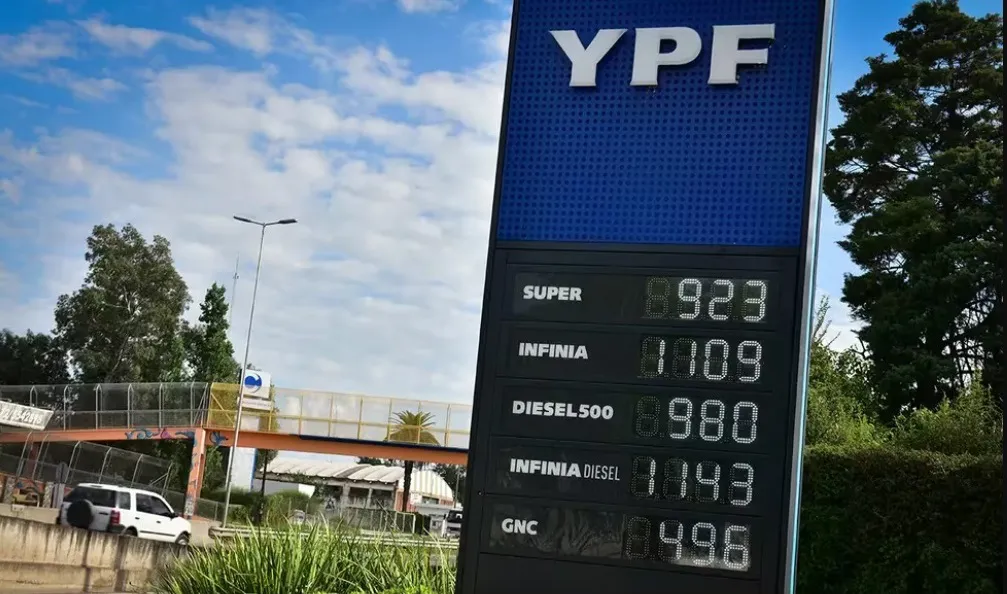 YPF
SUPER 923
INFINIA 1109
DIESEL500 980
INFINIA DIESEL 1143
GNC 496